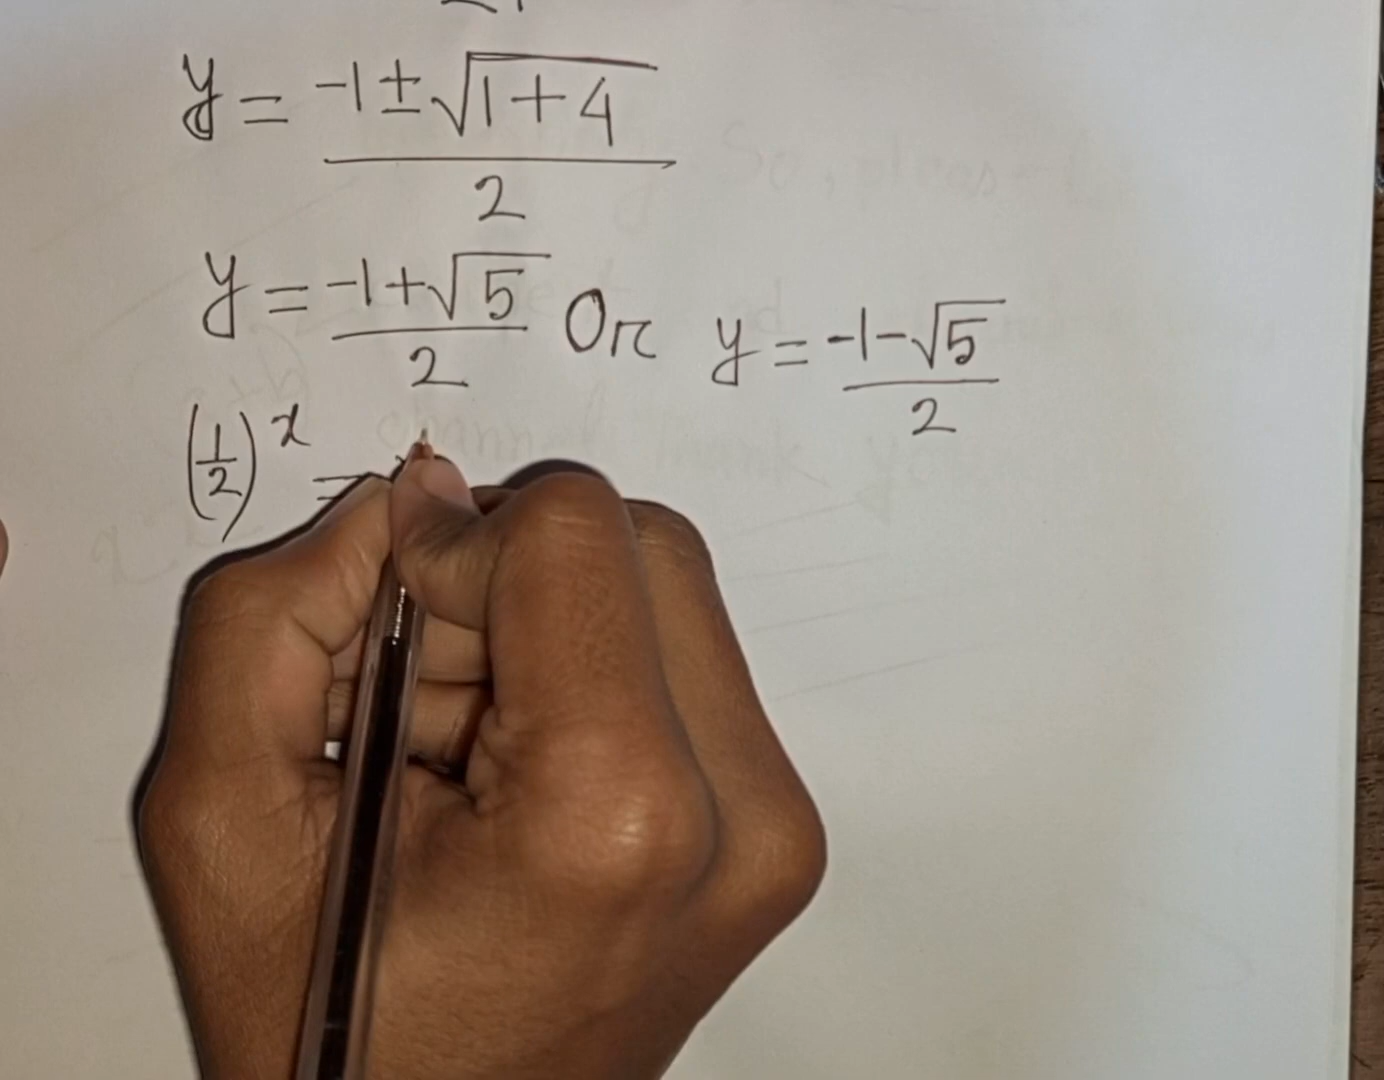 y = -1 ± √1+4 / 2
y = -1+√5 / 2 Or y = -1-√5 / 2
(1/2)^x =